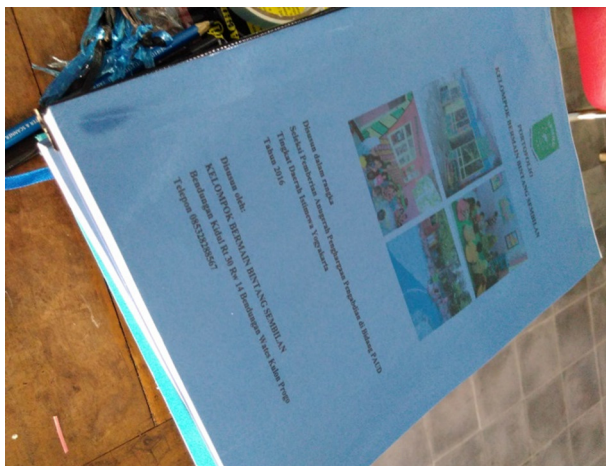 PORTOFOLIO
KELOMPOK BERMAIN BINTANG SEMBILAN
Disusun dalam rangka
Seleksi Pemberian Anugerah Penghargaan Pengabdian di Bidang PAUD
Tingkat Daerah Istimewa Yogyakarta
Tahun 2016
Disusun oleh:
KELOMPOK BERMAIN BINTANG SEMBILAN
Bendungan Kidul Rt 30 Rw 14 Bendungan Wates Kulon Progo
Telepon 085328288567